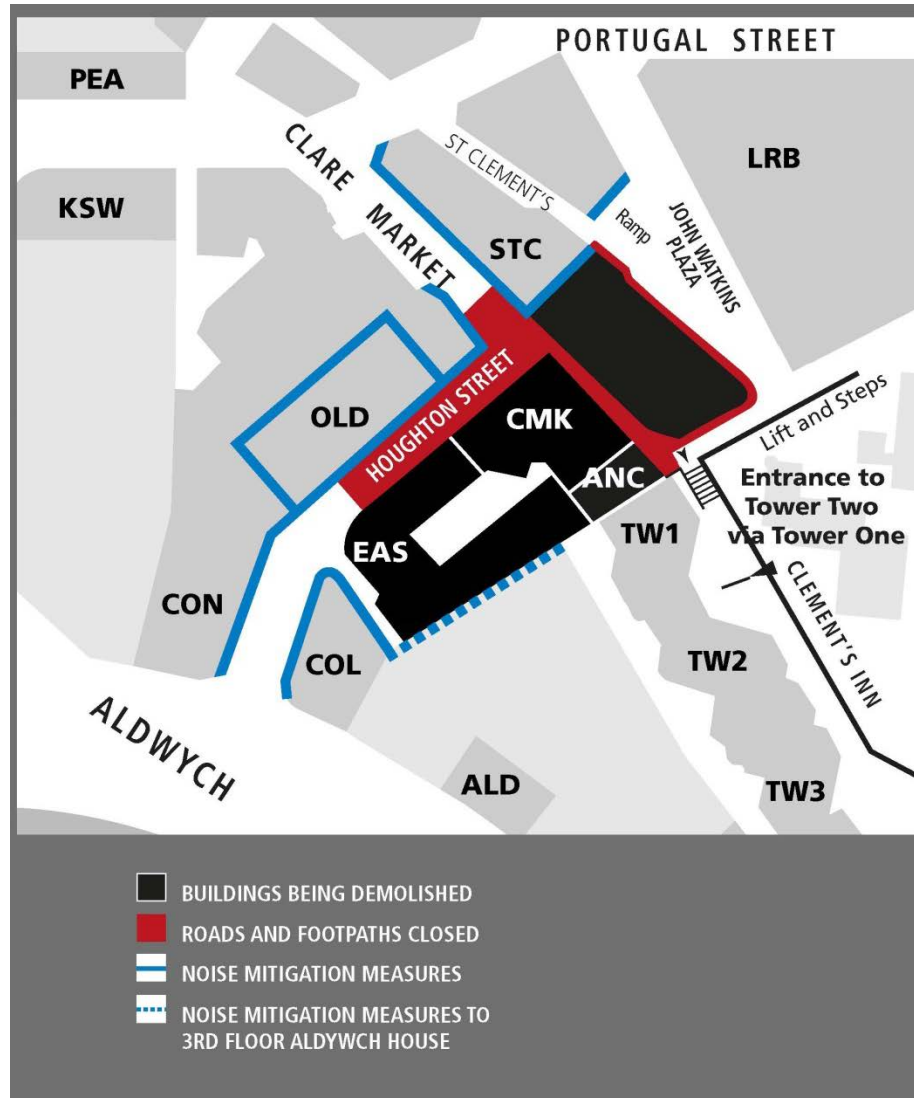 PORTUGAL STREET
PEA
CLARE
MARKET
ST CLEMENT'S
LRB
KSW
STC
Ramp
JOHN WATKINS
PLAZA
HOUGHTON STREET
OLD
CMK
Lift and Steps
ANC
Entrance to
Tower Two
via Tower One
TW1
EAS
CON
COL
CLEMENT'S INN
TW2
ALDWYCH
ALD
TW3
BUILDINGS BEING DEMOLISHED
ROADS AND FOOTPATHS CLOSED
NOISE MITIGATION MEASURES
NOISE MITIGATION MEASURES TO
3RD FLOOR ALDYWCH HOUSE